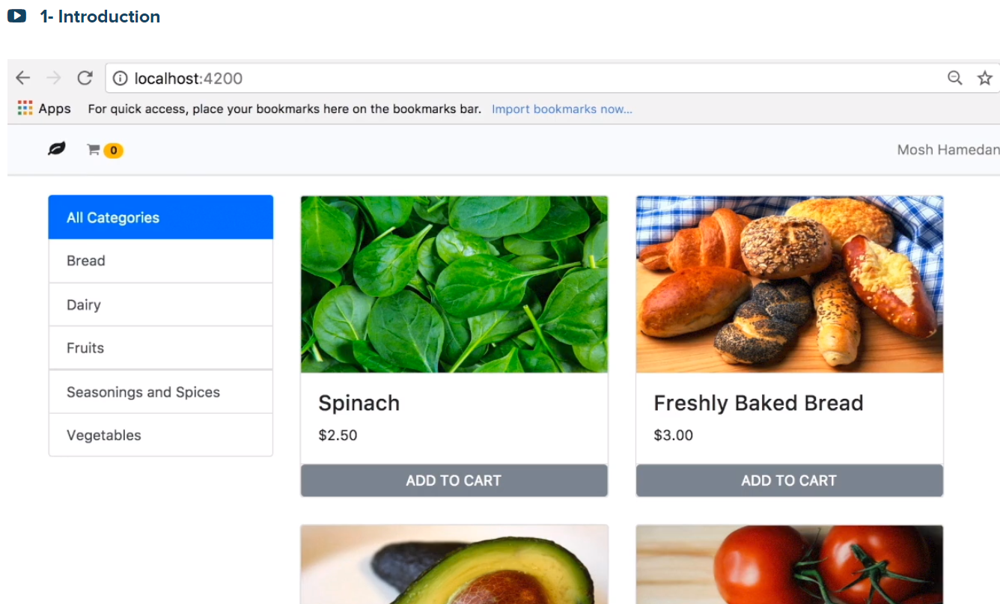 1- Introduction
localhost:4200
Apps For quick access, place your bookmarks here on the bookmarks bar. Import bookmarks now...
0 Mosh Hamedan
All Categories
Bread
Dairy
Fruits
Seasonings and Spices
Vegetables
Spinach
$2.50
ADD TO CART
Freshly Baked Bread
$3.00
ADD TO CART